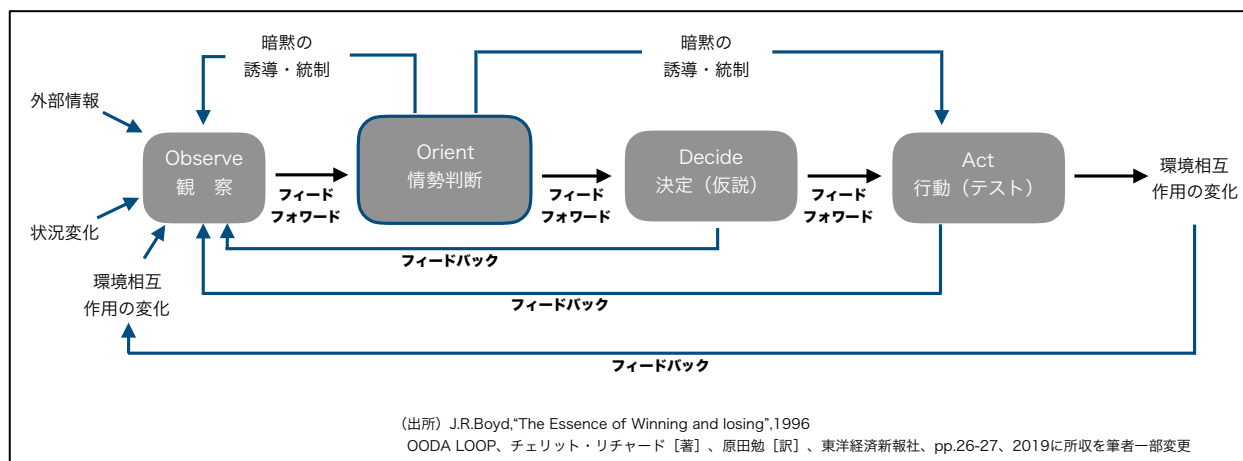 暗黙の
誘導・統制
暗黙の
誘導・統制
外部情報
Observe
観　察
フィード
フォワード
Orient
情勢判断
フィード
フォワード
Decide
決定（仮説）
フィード
フォワード
Act
行動（テスト）
環境相互
作用の変化
状況変化
環境相互
作用の変化
フィードバック
フィードバック
フィードバック
（出所）J.R.Boyd,“The Essence of Winning and losing”,1996
OODA LOOP、チェリット・リチャード［著］、原田勉［訳］、東洋経済新報社、pp.26-27、2019に所収を筆者一部変更